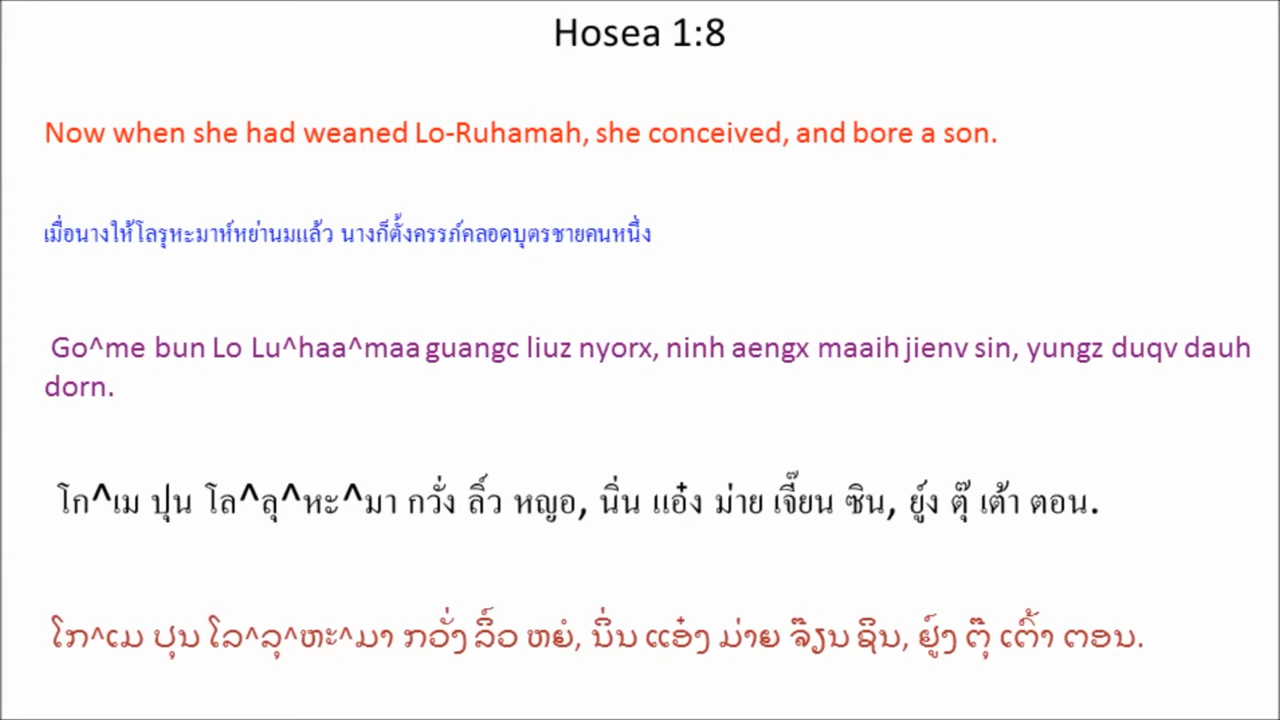 Hosea 1:8
Now when she had weaned Lo-Ruhamah, she conceived, and bore a son.
เมื่อนางให้โลรุหะมาห์หย่านมแล้ว นางก็ตั้งครรภ์คลอดบุตรชายคนหนึ่ง
Go^me bun Lo Lu^haa^maa guangc liuz nyorx, ninh aengx maaih jienv sin, yungz duqv dauh
dorn.
โก^เม ปุน โล^ลุ^หะ^มา กวั่ง ลิ์ว หญอ, นิ่น แอ๋ง ม่าย เจี๊ยน ซิน, ยู์ง ตุ๊ เต้า ตอน.
ໂກ^ເມ ປຸນ ໂລ^ລຸ^ຫະ^ມາ ກວັ່ງ ລິ໌ວ ຫຍໍ, ນິ່ນ ແອ໋ງ ມ່າຍ ຈ໊ຽນ ຊິນ, ຢູ໌ງ ຕຸ໊ ເຕົ້າ ຕອນ.